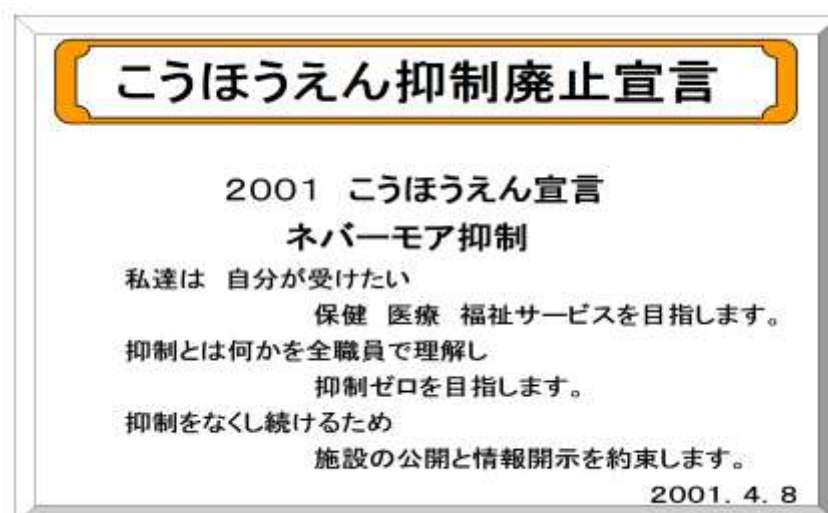 こうほうえん抑制廃止宣言
2001 こうほうえん宣言
ネバーモア抑制
私達は 自分が受けたい
保健 医療 福祉サービスを目指します。
抑制とは何かを全職員で理解し
抑制ゼロを目指します。
抑制をなくし続けるため
施設の公開と情報開示を約束します。
2001．4．8